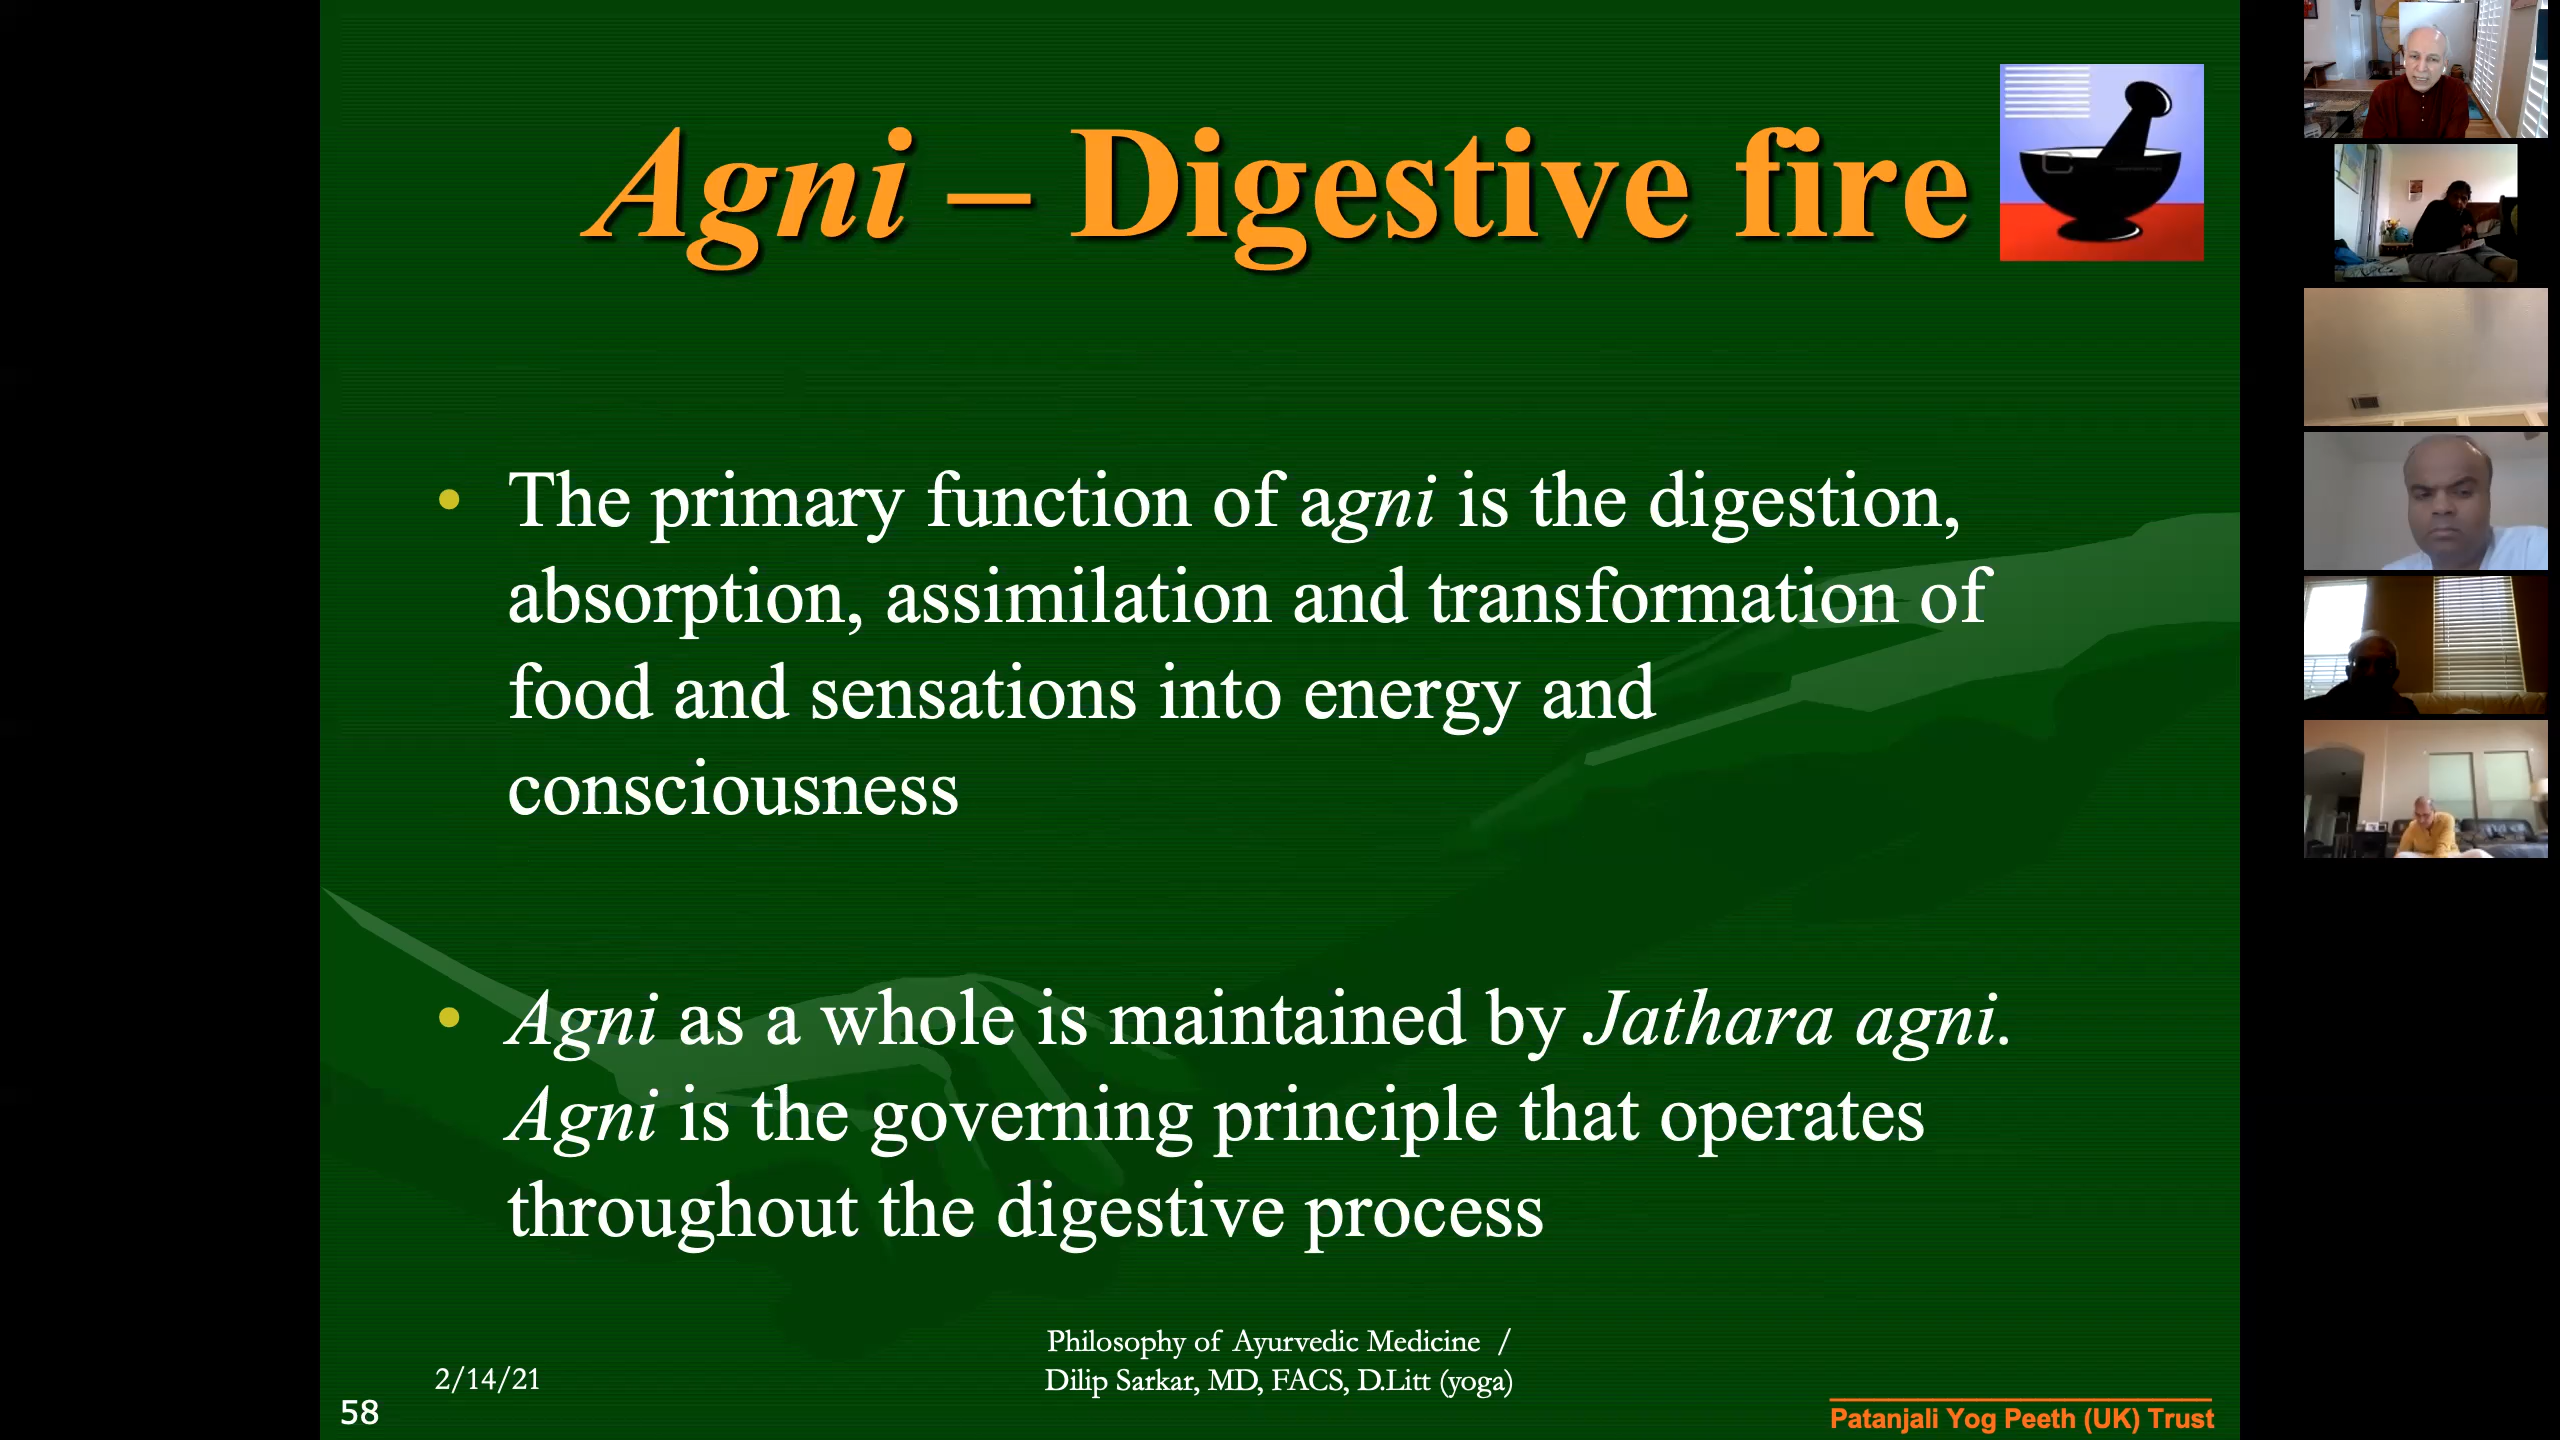 Agni – Digestive fire
• The primary function of agni is the digestion,
absorption, assimilation and transformation of
food and sensations into energy and
consciousness
• Agni as a whole is maintained by Jathara agni.
Agni is the governing principle that operates
throughout the digestive process
Philosophy of Ayurvedic Medicine /
Dilip Sarkar, MD, FACS, D.Litt (yoga)
2/14/21
58
Patanjali Yog Peeth (UK) Trust